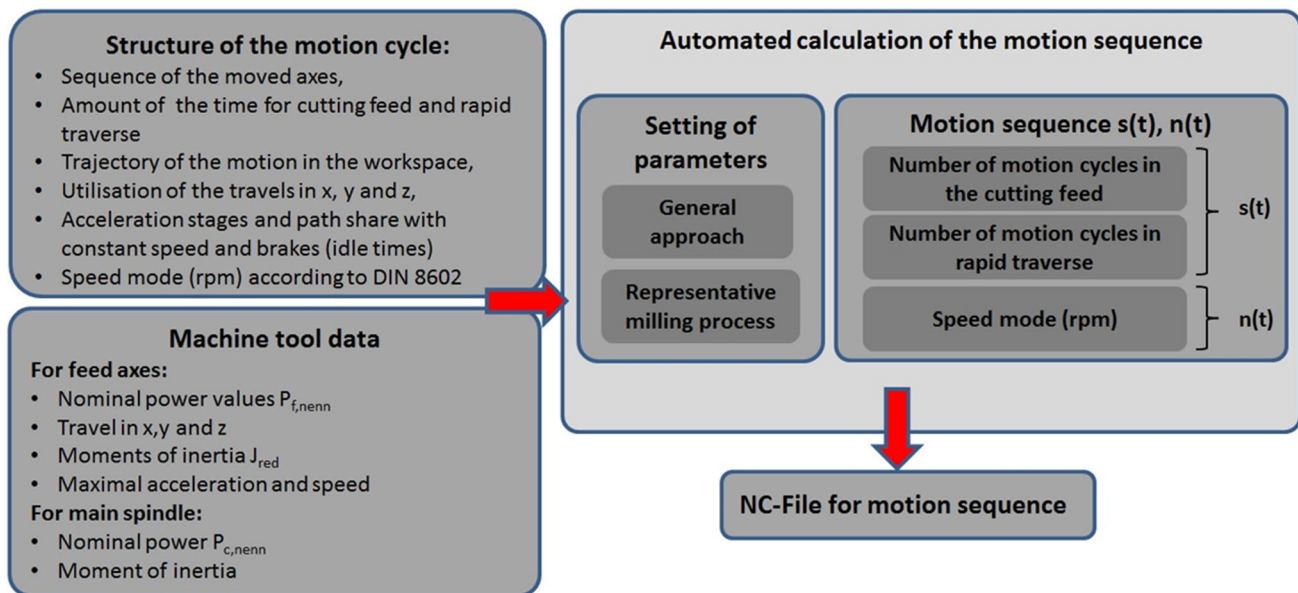 Structure of the motion cycle:
• Sequence of the moved axes,
• Amount of the time for cutting feed and rapid
traverse
• Trajectory of the motion in the workspace,
• Utilisation of the travels in x, y and z,
• Acceleration stages and path share with
constant speed and brakes (idle times)
• Speed mode (rpm) according to DIN 8602
Machine tool data
For feed axes:
• Nominal power values Pf,nenn
• Travel in x,y and z
• Moments of inertia Jred
• Maximal acceleration and speed
For main spindle:
• Nominal power Pc,nenn
• Moment of inertia
Automated calculation of the motion sequence
Setting of
parameters
General
approach
Representative
milling process
Motion sequence s(t), n(t)
Number of motion cycles in
the cutting feed
Number of motion cycles in
rapid traverse
s(t)
Speed mode (rpm)
n(t)
NC-File for motion sequence